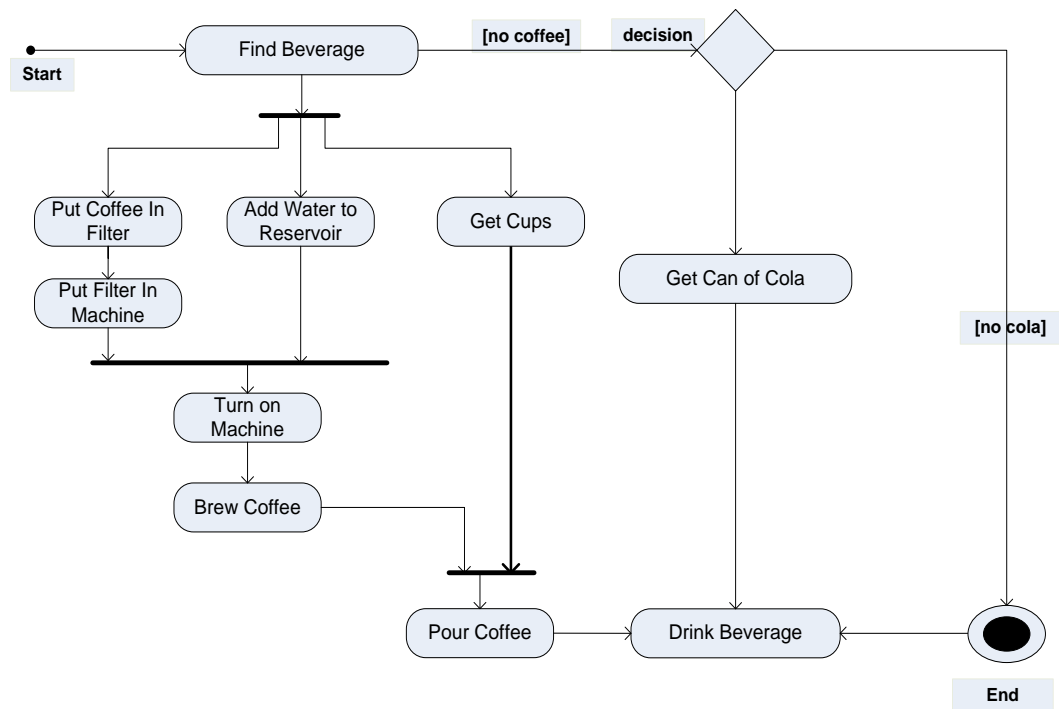 Find Beverage
[no coffee]
decision
Start
Put Coffee In
Filter
Add Water to
Reservoir
Get Cups
Get Can of Cola
Put Filter In
Machine
[no cola]
Turn on
Machine
Brew Coffee
Pour Coffee
Drink Beverage
End